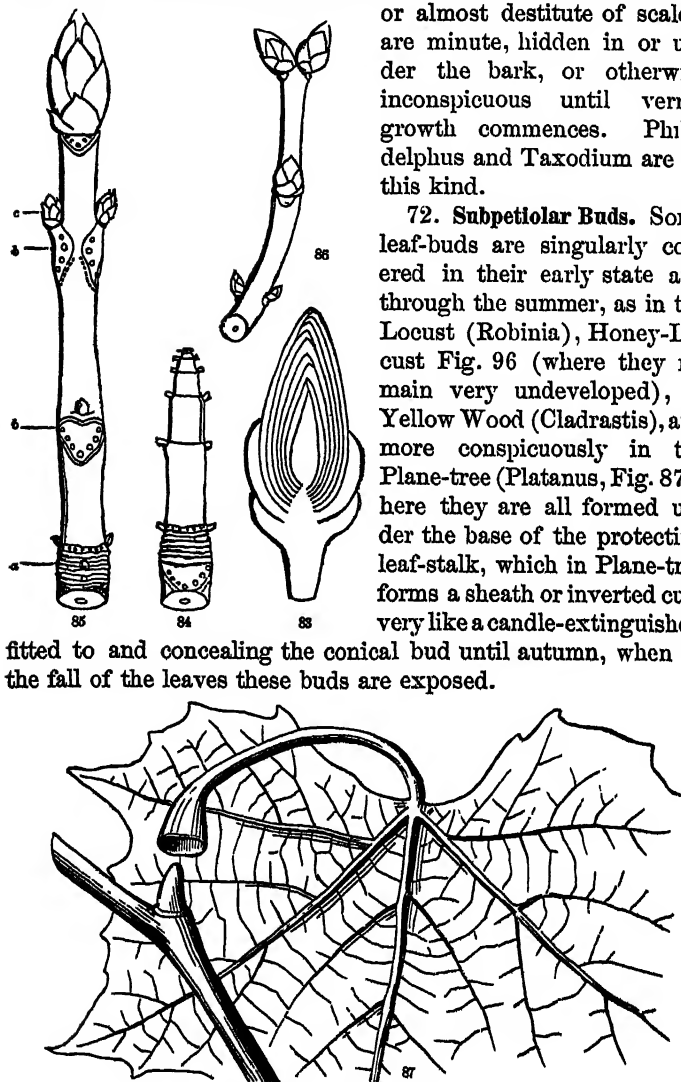 or almost destitute of scale
are minute, hidden in or u
der the bark, or otherwi
inconspicuous until ver
growth commences. Phi
delphus and Taxodium are
this kind.
72. Subpetiolar Buds. So
leaf-buds are singularly co
ered in their early state a
through the summer, as in t
Locust (Robinia), Honey-L
cust Fig. 96 (where they
main very undeveloped),
Yellow Wood (Cladrastis), a
more conspicuously in t
Plane-tree (Platanus, Fig. 87
here they are all formed u
der the base of the protecti
leaf-stalk, which in Plane-tr
forms a sheath or inverted cu
very like a candle-extinguishe
fitted to and concealing the conical bud until autumn, when
the fall of the leaves these buds are exposed.
c
b
b
a
86
85
84
83
87